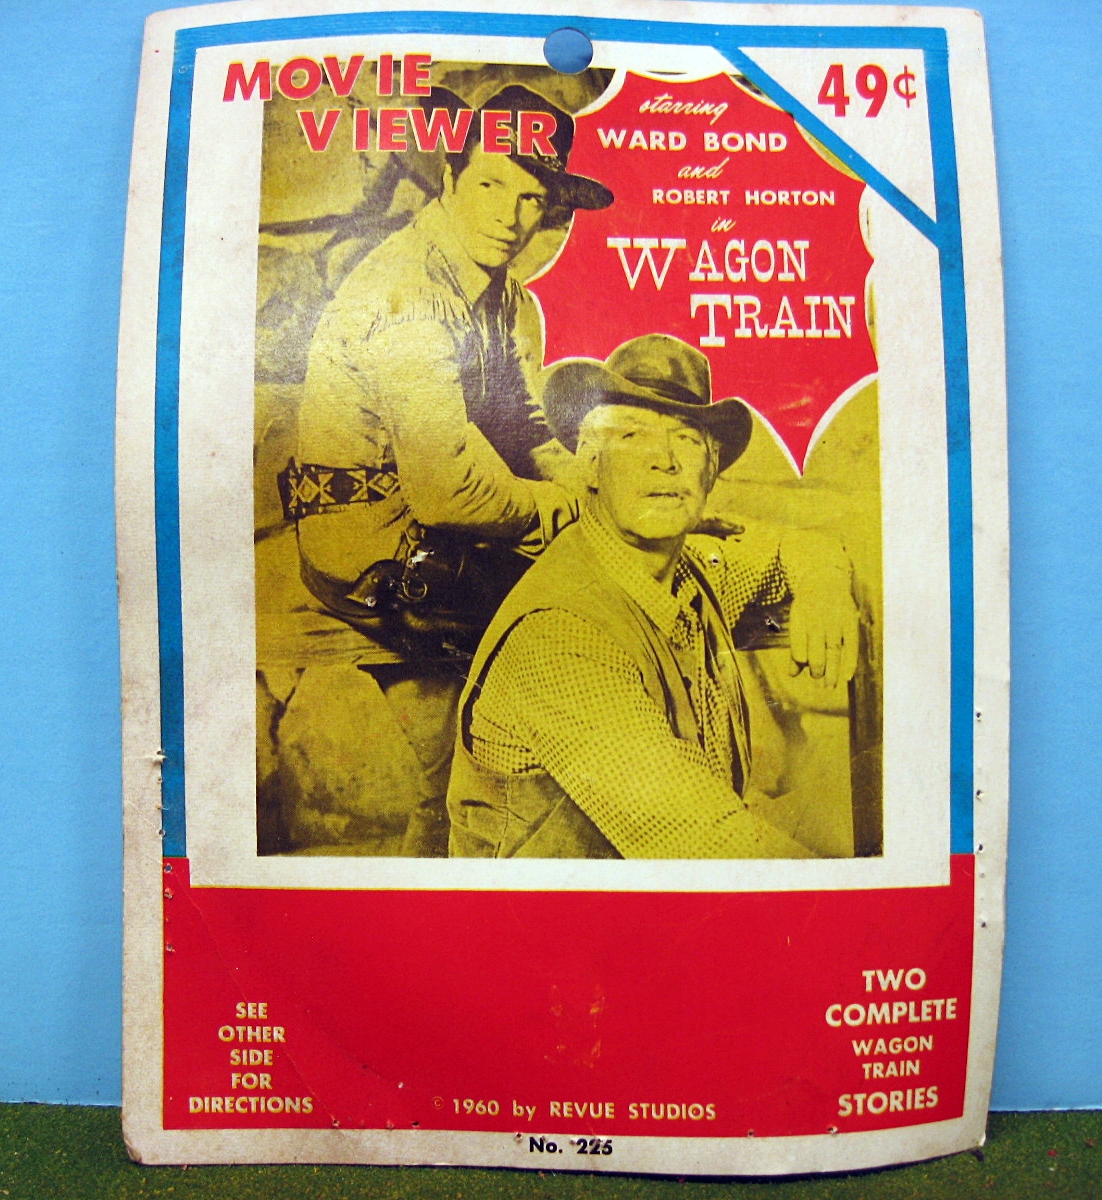 MOVIE
VIEWER
49¢
starring
WARD BOND
and
ROBERT HORTON
in
WAGON
TRAIN
SEE
OTHER
SIDE
FOR
DIRECTIONS
© 1960 by REVUE STUDIOS
TWO
COMPLETE
WAGON
TRAIN
STORIES
No. 225